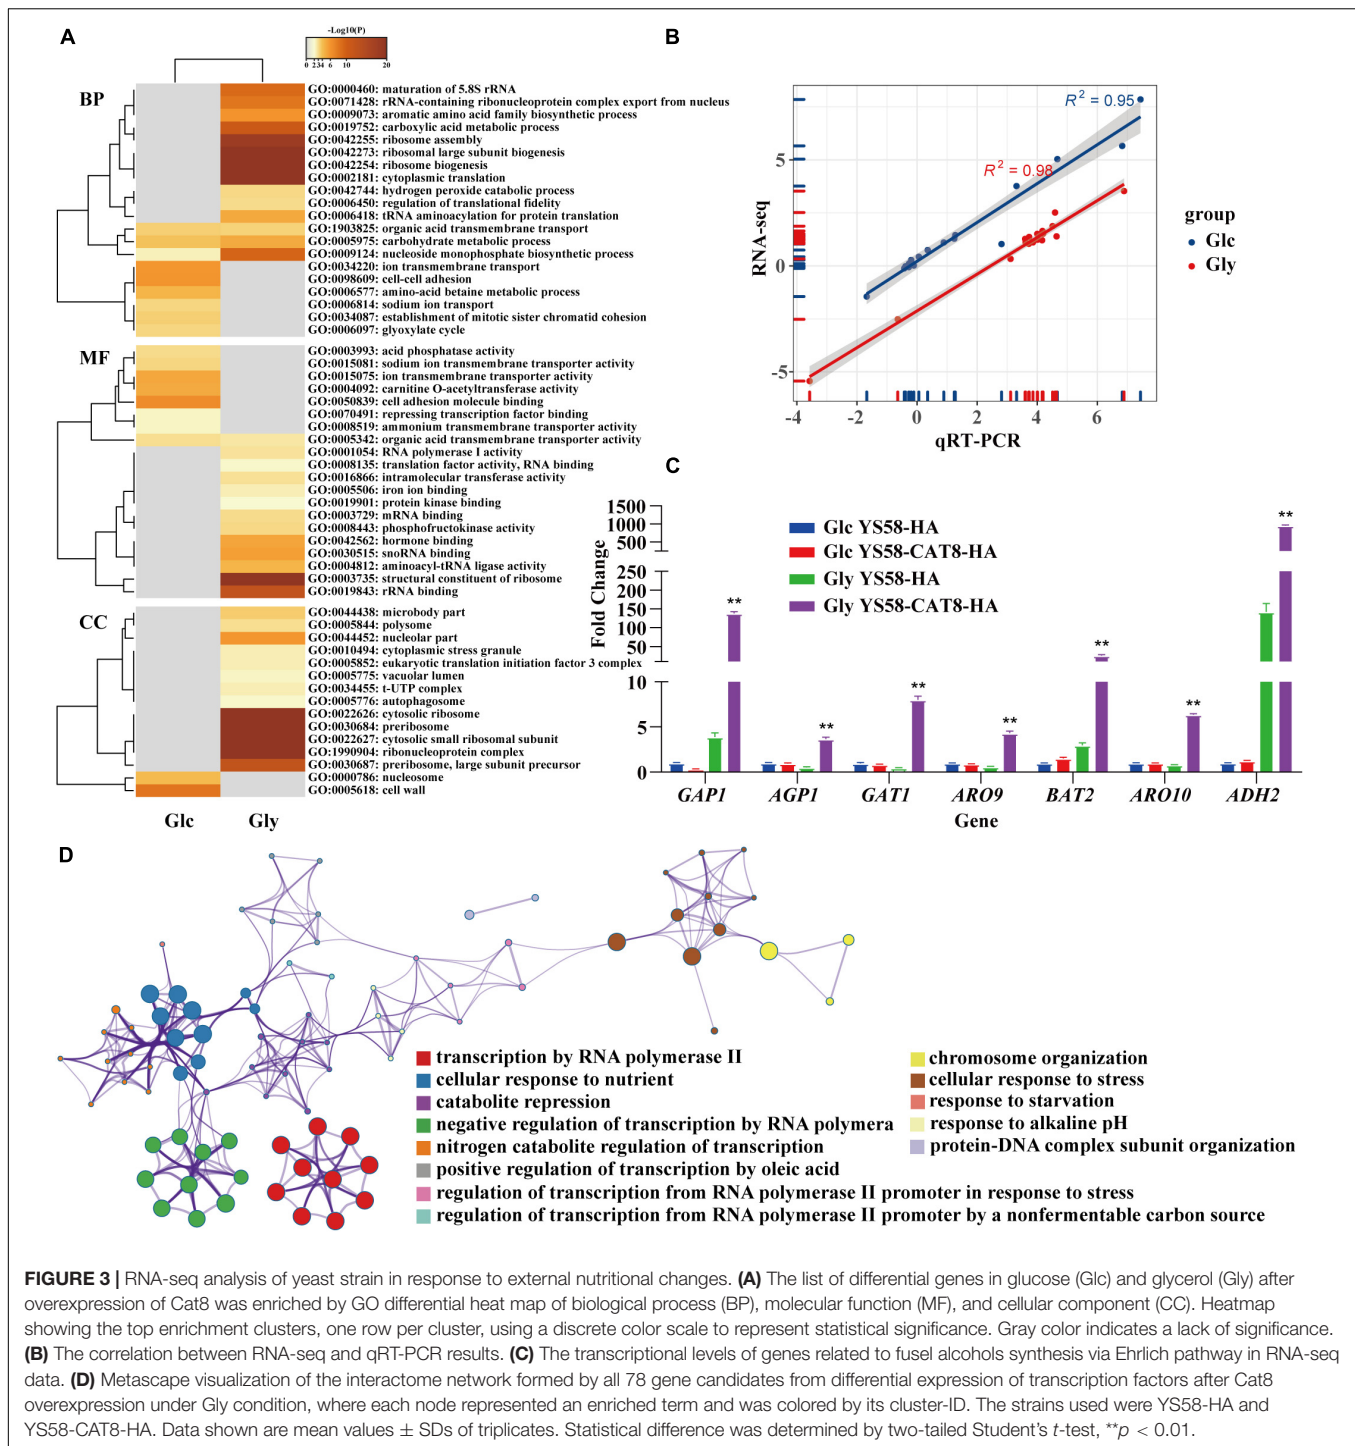 A
-Log10(P)
0 2 3 4 6 10 20
BP
GO:0000460: maturation of 5.8S rRNA
GO:0071428: rRNA-containing ribonucleoprotein complex export from nucleus
GO:0009073: aromatic amino acid family biosynthetic process
GO:0019752: carboxylic acid metabolic process
GO:0042255: ribosome assembly
GO:0042273: ribosomal large subunit biogenesis
GO:0042254: ribosome biogenesis
GO:0002181: cytoplasmic translation
GO:0042744: hydrogen peroxide catabolic process
GO:0006450: regulation of translational fidelity
GO:0006418: tRNA aminoacylation for protein translation
GO:1903825: organic acid transmembrane transport
GO:0005975: carbohydrate metabolic process
GO:0009124: nucleoside monophosphate biosynthetic process
GO:0034220: ion transmembrane transport
GO:0098609: cell-cell adhesion
GO:0006577: amino-acid betaine metabolic process
GO:0006814: sodium ion transport
GO:0034087: establishment of mitotic sister chromatid cohesion
GO:0006097: glyoxylate cycle
MF
GO:0003993: acid phosphatase activity
GO:0015081: sodium ion transmembrane transporter activity
GO:0015075: ion transmembrane transporter activity
GO:0004092: carnitine O-acetyltransferase activity
GO:0050839: cell adhesion molecule binding
GO:0070491: repressing transcription factor binding
GO:0008519: ammonium transmembrane transporter activity
GO:0005342: organic acid transmembrane transporter activity
GO:0001054: RNA polymerase I activity
GO:0008135: translation factor activity, RNA binding
GO:0016866: intramolecular transferase activity
GO:0005506: iron ion binding
GO:0019901: protein kinase binding
GO:0003729: mRNA binding
GO:0008443: phosphofructokinase activity
GO:0042562: hormone binding
GO:0030515: snoRNA binding
GO:0004812: aminoacyl-tRNA ligase activity
GO:0003735: structural constituent of ribosome
GO:0019843: rRNA binding
CC
GO:0044438: microbody part
GO:0005844: polysome
GO:0044452: nucleolar part
GO:0010494: cytoplasmic stress granule
GO:0005852: eukaryotic translation initiation factor 3 complex
GO:0005775: vacuolar lumen
GO:0034455: t-UTP complex
GO:0005776: autophagosome
GO:0022626: cytosolic ribosome
GO:0030684: preribosome
GO:0022627: cytosolic small ribosomal subunit
GO:1990904: ribonucleoprotein complex
GO:0030687: preribosome, large subunit precursor
GO:0000786: nucleosome
GO:0005618: cell wall
Glc Gly
B
R² = 0.95
R² = 0.98
5
0
-5
RNA-seq
-4 -2 0 2 4 6
qRT-PCR
group
Glc
Gly
C
1500
1000
500
250
200
150
100
50
10
5
0
Fold Change
Glc YS58-HA
Glc YS58-CAT8-HA
Gly YS58-HA
Gly YS58-CAT8-HA
** ** ** ** ** ** **
GAP1 AGP1 GAT1 ARO9 BAT2 ARO10 ADH2
Gene
D
transcription by RNA polymerase II
cellular response to nutrient
catabolite repression
negative regulation of transcription by RNA polymera
nitrogen catabolite regulation of transcription
positive regulation of transcription by oleic acid
regulation of transcription from RNA polymerase II promoter in response to stress
regulation of transcription from RNA polymerase II promoter by a nonfermentable carbon source
chromosome organization
cellular response to stress
response to starvation
response to alkaline pH
protein-DNA complex subunit organization
FIGURE 3 | RNA-seq analysis of yeast strain in response to external nutritional changes. (A) The list of differential genes in glucose (Glc) and glycerol (Gly) after
overexpression of Cat8 was enriched by GO differential heat map of biological process (BP), molecular function (MF), and cellular component (CC). Heatmap
showing the top enrichment clusters, one row per cluster, using a discrete color scale to represent statistical significance. Gray color indicates a lack of significance.
(B) The correlation between RNA-seq and qRT-PCR results. (C) The transcriptional levels of genes related to fusel alcohols synthesis via Ehrlich pathway in RNA-seq
data. (D) Metascape visualization of the interactome network formed by all 78 gene candidates from differential expression of transcription factors after Cat8
overexpression under Gly condition, where each node represented an enriched term and was colored by its cluster-ID. The strains used were YS58-HA and
YS58-CAT8-HA. Data shown are mean values ± SDs of triplicates. Statistical difference was determined by two-tailed Student's t-test, **p < 0.01.